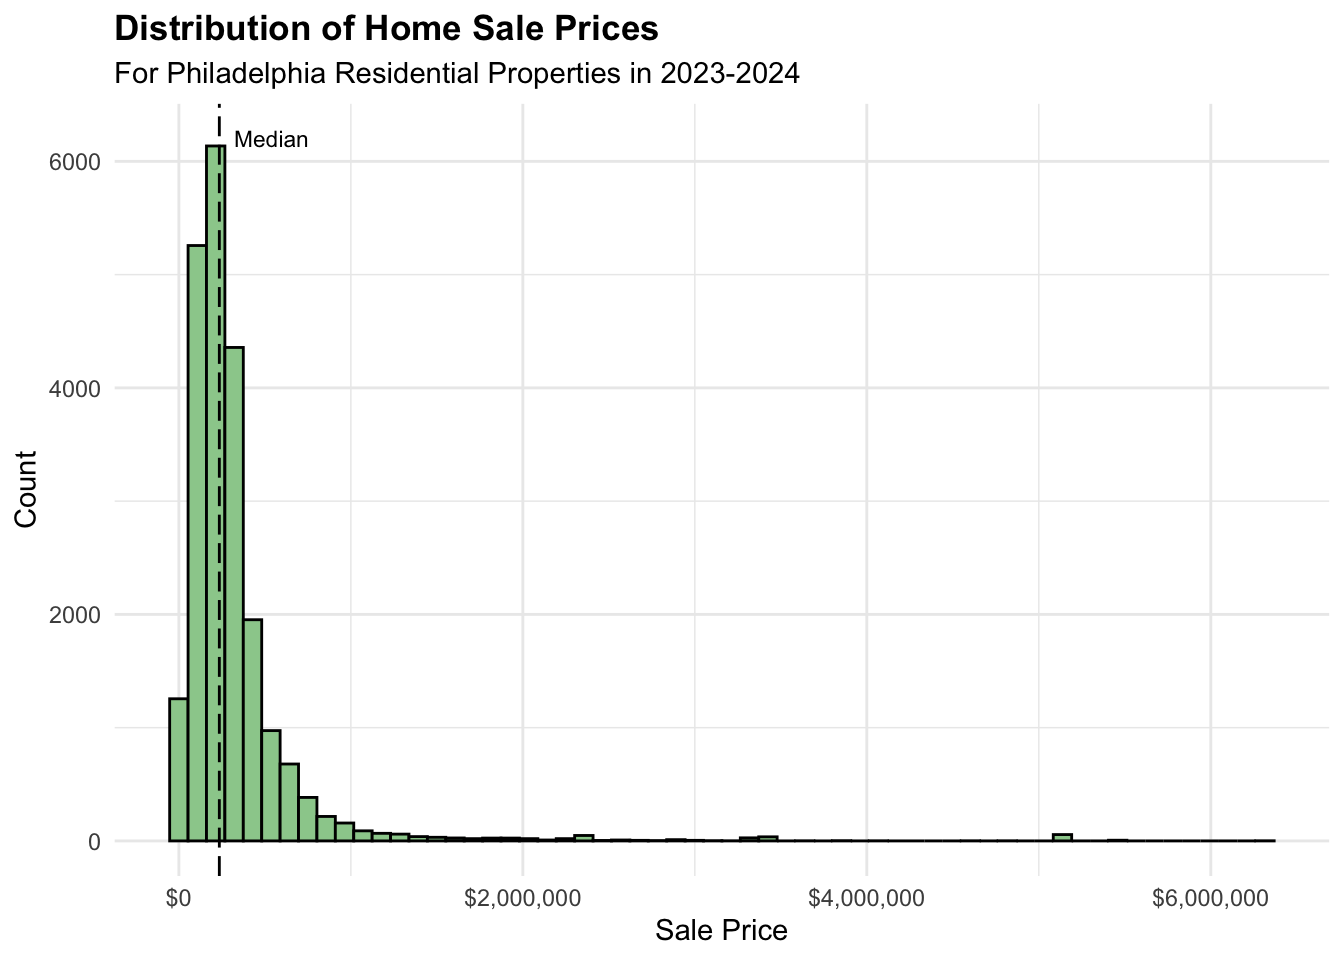 Distribution of Home Sale Prices
For Philadelphia Residential Properties in 2023-2024
Median
6000
4000
2000
0
Count
$0
$2,000,000
$4,000,000
$6,000,000
Sale Price